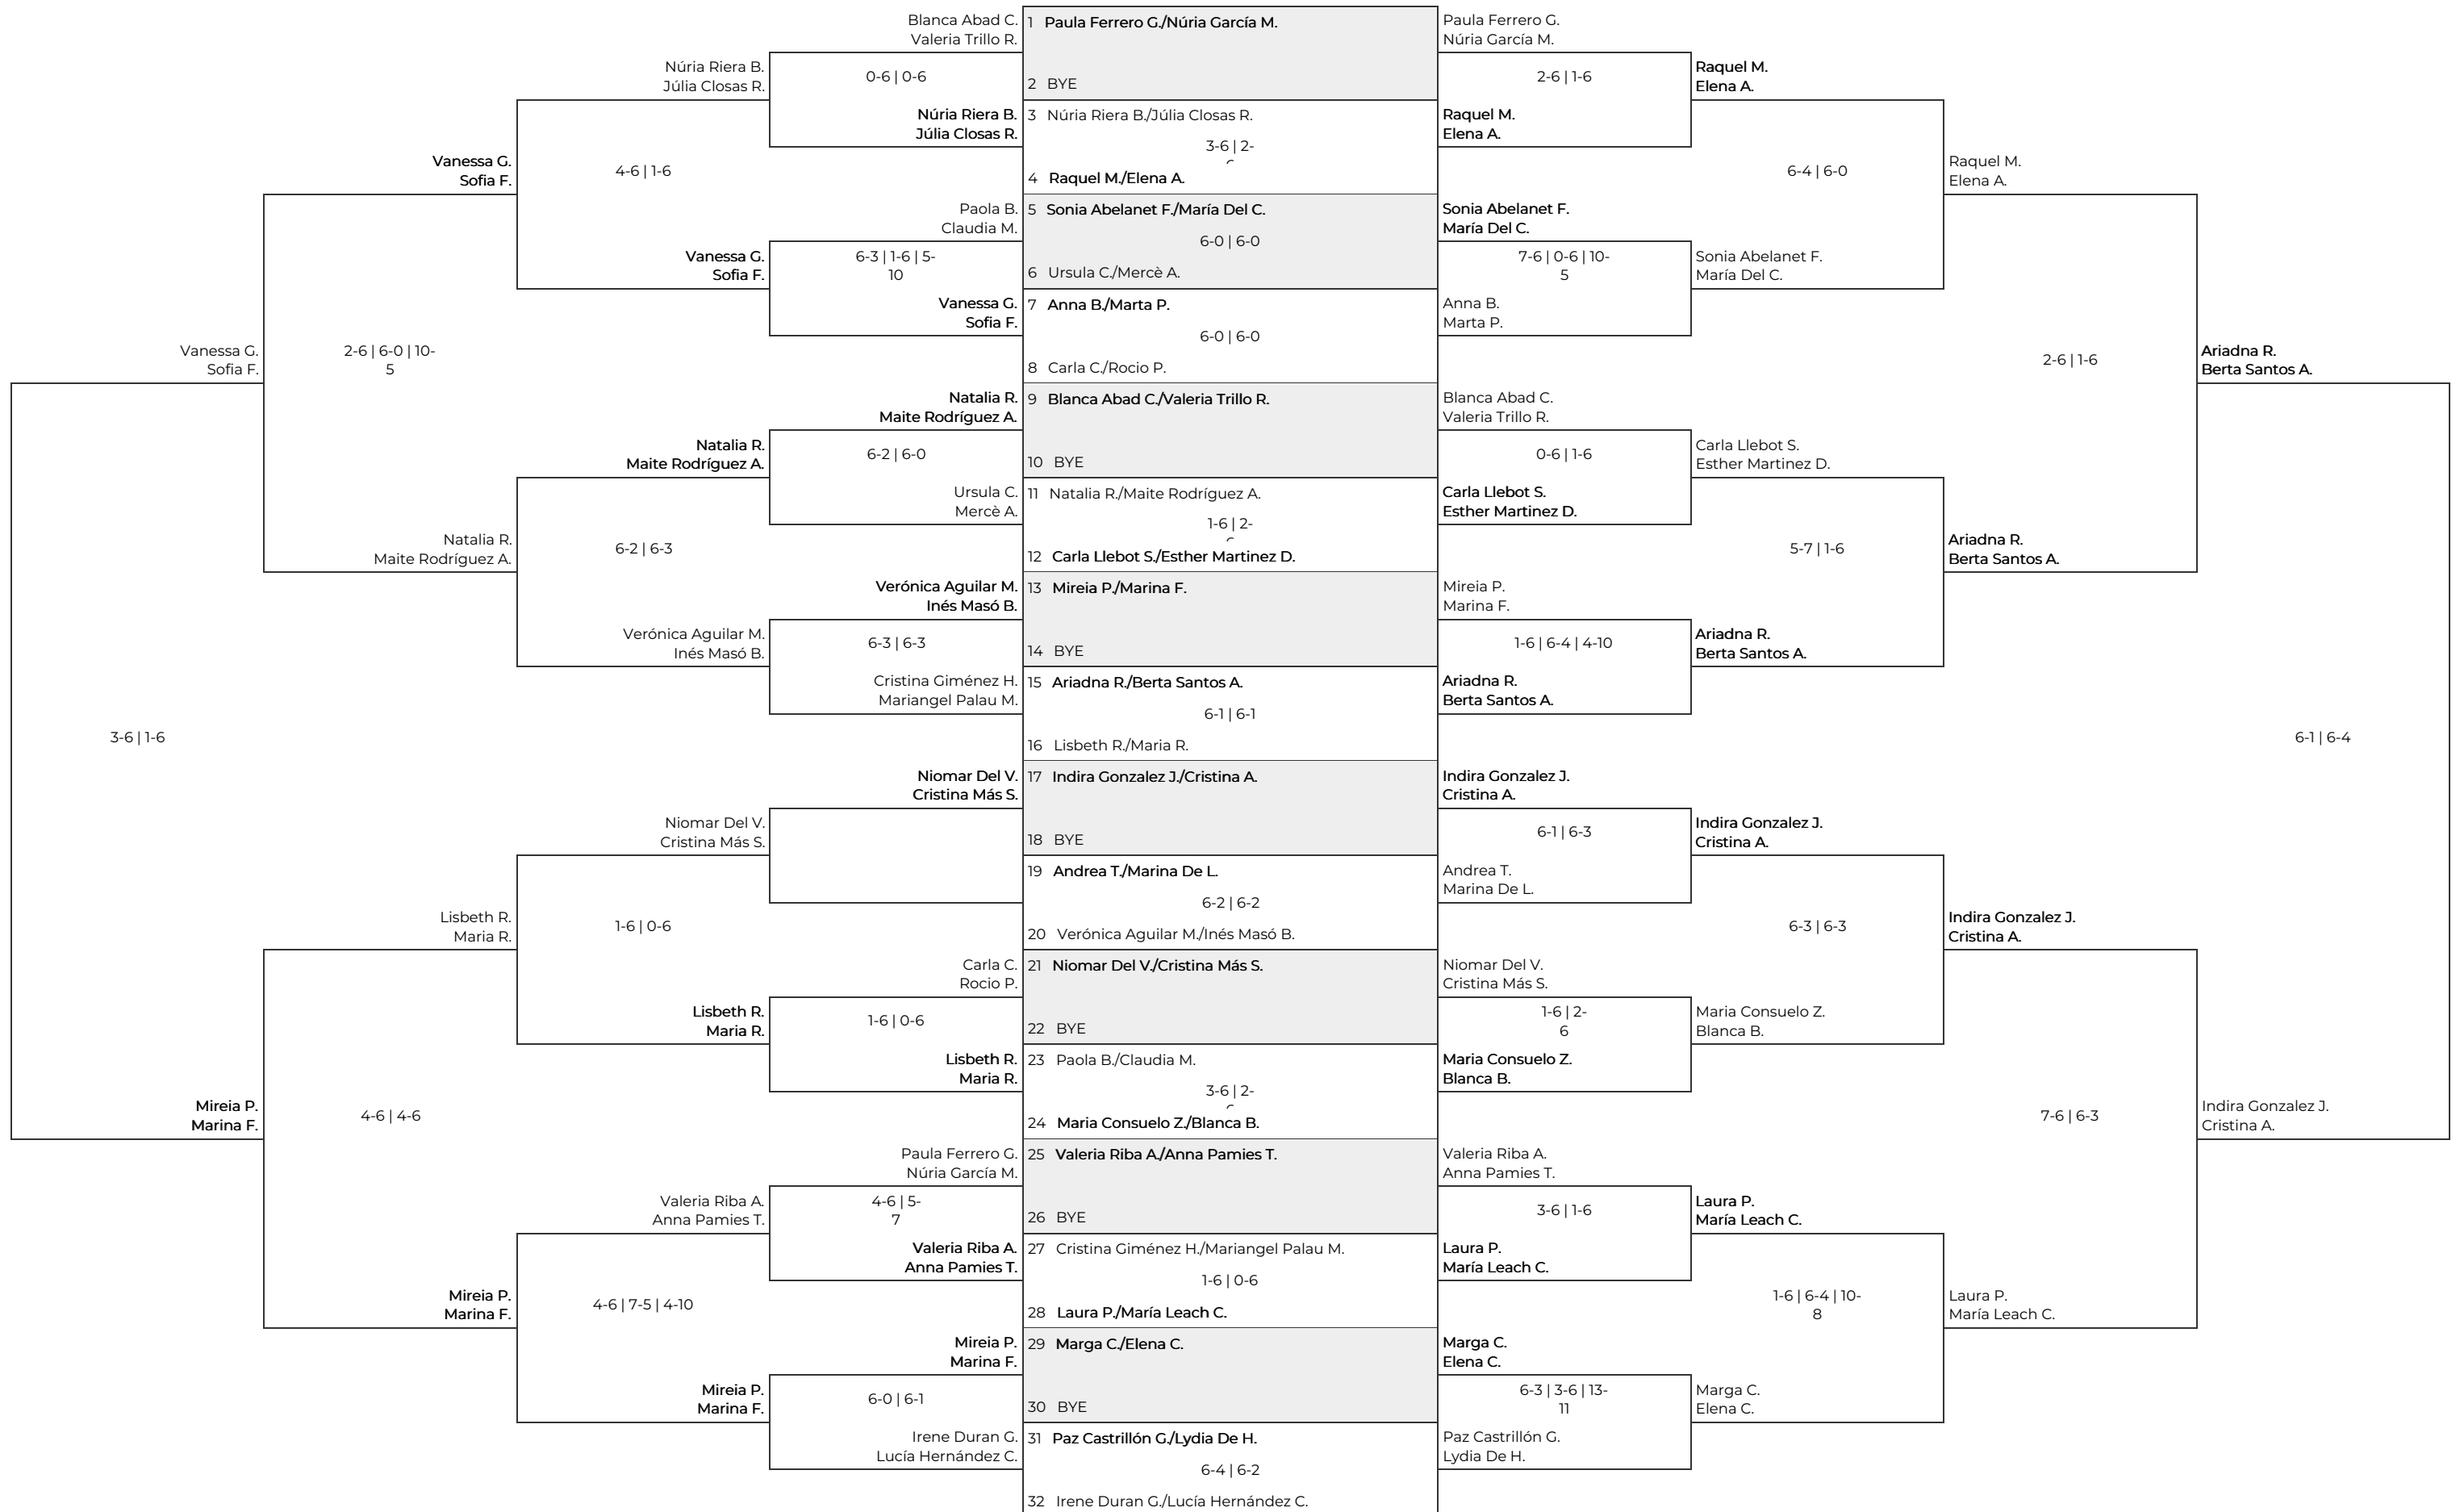 Blanca Abad C.
Valeria Trillo R.
1 Paula Ferrero G./Núria García M.
Paula Ferrero G.
Núria García M.
Núria Riera B.
Júlia Closas R.
0-6 | 0-6
2 BYE
2-6 | 1-6
Raquel M.
Elena A.
Núria Riera B.
Júlia Closas R.
3 Núria Riera B./Júlia Closas R.
3-6 | 2-
Raquel M.
Elena A.
Vanessa G.
Sofia F.
4-6 | 1-6
4 Raquel M./Elena A.
6-4 | 6-0
Raquel M.
Elena A.
Paola B.
Claudia M.
5 Sonia Abelanet F./María Del C.
6-0 | 6-0
Sonia Abelanet F.
María Del C.
Vanessa G.
Sofia F.
6-3 | 1-6 | 5-
10
6 Ursula C./Mercè A.
7-6 | 0-6 | 10-
5
Sonia Abelanet F.
María Del C.
Vanessa G.
Sofia F.
7 Anna B./Marta P.
6-0 | 6-0
Anna B.
Marta P.
Vanessa G.
Sofia F.
2-6 | 6-0 | 10-
5
8 Carla C./Rocio P.
2-6 | 1-6
Ariadna R.
Berta Santos A.
Natalia R.
Maite Rodríguez A.
9 Blanca Abad C./Valeria Trillo R.
Blanca Abad C.
Valeria Trillo R.
Natalia R.
Maite Rodríguez A.
6-2 | 6-0
10 BYE
0-6 | 1-6
Carla Llebot S.
Esther Martinez D.
Ursula C.
Mercè A.
11 Natalia R./Maite Rodríguez A.
1-6 | 2-
Carla Llebot S.
Esther Martinez D.
Natalia R.
Maite Rodríguez A.
6-2 | 6-3
12 Carla Llebot S./Esther Martinez D.
5-7 | 1-6
Ariadna R.
Berta Santos A.
Verónica Aguilar M.
Inés Masó B.
13 Mireia P./Marina F.
Mireia P.
Marina F.
Verónica Aguilar M.
Inés Masó B.
6-3 | 6-3
14 BYE
1-6 | 6-4 | 4-10
Ariadna R.
Berta Santos A.
Cristina Giménez H.
Mariangel Palau M.
15 Ariadna R./Berta Santos A.
6-1 | 6-1
Ariadna R.
Berta Santos A.
3-6 | 1-6
16 Lisbeth R./Maria R.
6-1 | 6-4
Niomar Del V.
Cristina Más S.
17 Indira Gonzalez J./Cristina A.
Indira Gonzalez J.
Cristina A.
Niomar Del V.
Cristina Más S.
18 BYE
6-1 | 6-3
Indira Gonzalez J.
Cristina A.
19 Andrea T./Marina De L.
6-2 | 6-2
Andrea T.
Marina De L.
Lisbeth R.
Maria R.
1-6 | 0-6
20 Verónica Aguilar M./Inés Masó B.
6-3 | 6-3
Indira Gonzalez J.
Cristina A.
Carla C.
Rocio P.
21 Niomar Del V./Cristina Más S.
Niomar Del V.
Cristina Más S.
Lisbeth R.
Maria R.
1-6 | 0-6
22 BYE
1-6 | 2-
6
Maria Consuelo Z.
Blanca B.
Lisbeth R.
Maria R.
23 Paola B./Claudia M.
3-6 | 2-
Maria Consuelo Z.
Blanca B.
Mireia P.
Marina F.
4-6 | 4-6
24 Maria Consuelo Z./Blanca B.
7-6 | 6-3
Indira Gonzalez J.
Cristina A.
Paula Ferrero G.
Núria García M.
25 Valeria Riba A./Anna Pamies T.
Valeria Riba A.
Anna Pamies T.
Valeria Riba A.
Anna Pamies T.
4-6 | 5-
7
26 BYE
3-6 | 1-6
Laura P.
María Leach C.
Valeria Riba A.
Anna Pamies T.
27 Cristina Giménez H./Mariangel Palau M.
1-6 | 0-6
Laura P.
María Leach C.
Mireia P.
Marina F.
4-6 | 7-5 | 4-10
28 Laura P./María Leach C.
1-6 | 6-4 | 10-
8
Laura P.
María Leach C.
Mireia P.
Marina F.
29 Marga C./Elena C.
Marga C.
Elena C.
Mireia P.
Marina F.
6-0 | 6-1
30 BYE
6-3 | 3-6 | 13-
11
Marga C.
Elena C.
Irene Duran G.
Lucía Hernández C.
31 Paz Castrillón G./Lydia De H.
6-4 | 6-2
Paz Castrillón G.
Lydia De H.
32 Irene Duran G./Lucía Hernández C.